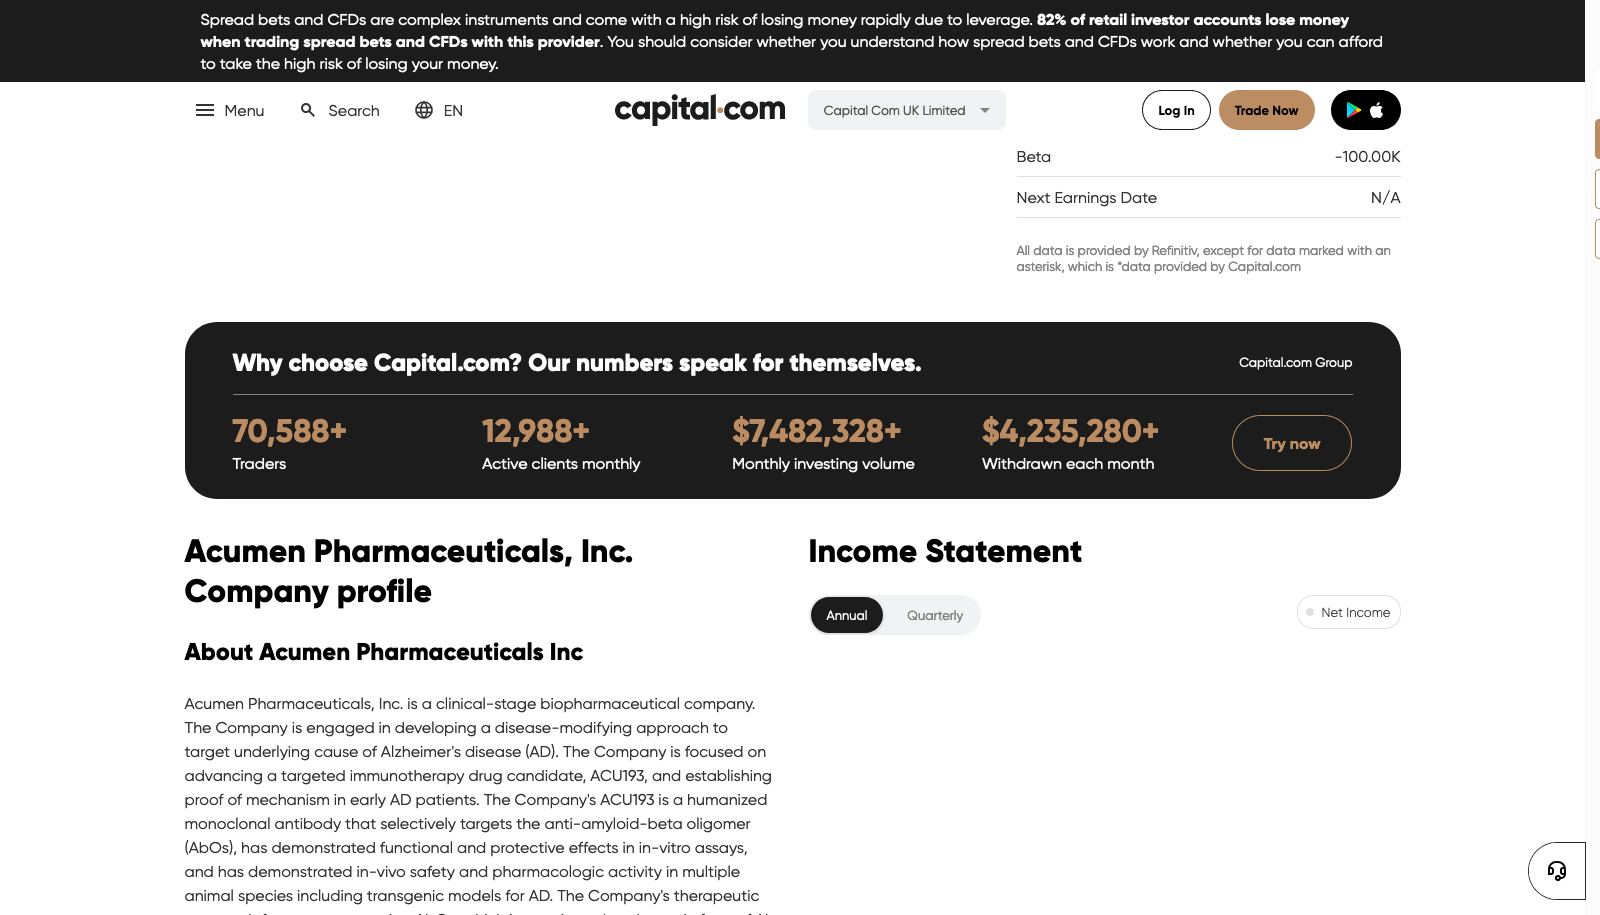 Spread bets and CFDs are complex instruments and come with a high risk of losing money rapidly due to leverage. 82% of retail investor accounts lose money
when trading spread bets and CFDs with this provider. You should consider whether you understand how spread bets and CFDs work and whether you can afford
to take the high risk of losing your money.
Menu Search EN capital.com Capital Com UK Limited Log In Trade Now
Beta -100.00K
Next Earnings Date N/A
All data is provided by Refinitiv, except for data marked with an
asterisk, which is *data provided by Capital.com
Why choose Capital.com? Our numbers speak for themselves. Capital.com Group
70,588+ 12,988+ $7,482,328+ $4,235,280+ Try now
Traders Active clients monthly Monthly investing volume Withdrawn each month
Acumen Pharmaceuticals, Inc.
Company profile
About Acumen Pharmaceuticals Inc
Acumen Pharmaceuticals, Inc. is a clinical-stage biopharmaceutical company.
The Company is engaged in developing a disease-modifying approach to
target underlying cause of Alzheimer's disease (AD). The Company is focused on
advancing a targeted immunotherapy drug candidate, ACU193, and establishing
proof of mechanism in early AD patients. The Company's ACU193 is a humanized
monoclonal antibody that selectively targets the anti-amyloid-beta oligomer
(AbOs), has demonstrated functional and protective effects in in-vitro assays,
and has demonstrated in-vivo safety and pharmacologic activity in multiple
animal species including transgenic models for AD. The Company's therapeutic
Income Statement
Annual Quarterly Net Income